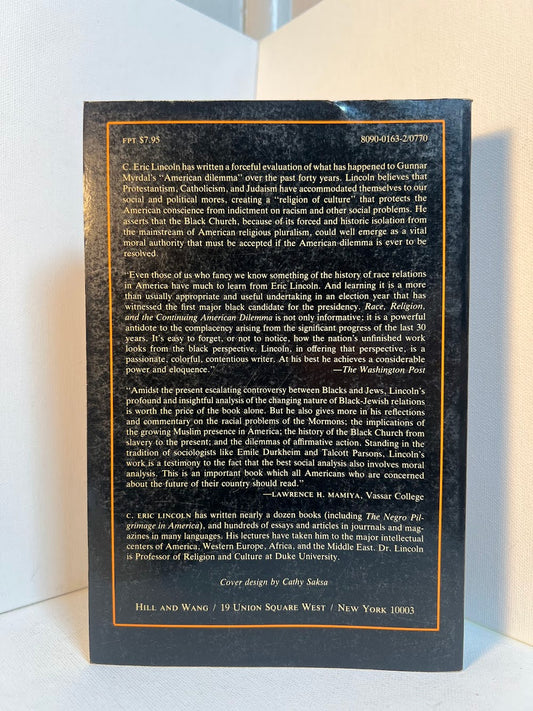 FPT $7.95 8090-0163-2/0770
C. Eric Lincoln has written a forceful evaluation of what has happened to Gunnar
Myrdal's "American dilemma" over the past forty years. Lincoln believes that
Protestantism, Catholicism, and Judaism have accommodated themselves to our
social and political mores, creating a "religion of culture" that protects the
American conscience from indictment on racism and other social problems. He
asserts that the Black Church, because of its forced and historic isolation from
the mainstream of American religious pluralism, could well emerge as a vital
moral authority that must be accepted if the American dilemma is ever to be
resolved.
"Even those of us who fancy we know something of the history of race relations
in America have much to learn from Eric Lincoln. And learning it is a more
than usually appropriate and useful undertaking in an election year that has
witnessed the first major black candidate for the presidency. Race, Religion,
and the Continuing American Dilemma is not only informative; it is a powerful
antidote to the complacency arising from the significant progress of the last 30
years. It's easy to forget, or not to notice, how the nation's unfinished work
looks from the black perspective. Lincoln, in offering that perspective, is a
passionate, colorful, contentious writer. At his best he achieves a considerable
power and eloquence." —The Washington Post
"Amidst the present escalating controversy between Blacks and Jews, Lincoln's
profound and insightful analysis of the changing nature of Black-Jewish relations
is worth the price of the book alone. But he also gives more in his reflections
and commentary on the racial problems of the Mormons; the implications of
the growing Muslim presence in America; the history of the Black Church from
slavery to the present; and the dilemmas of affirmative action. Standing in the
tradition of sociologists like Emile Durkheim and Talcott Parsons, Lincoln's
work is a testimony to the fact that the best social analysis also involves moral
analysis. This is an important book which all Americans who are concerned
about the future of their country should read."
—LAWRENCE H. MAMIYA, Vassar College
C. ERIC LINCOLN has written nearly a dozen books (including The Negro Pil-
grimage in America), and hundreds of essays and articles in journals and mag-
azines in many languages. His lectures have taken him to the major intellectual
centers of America, Western Europe, Africa, and the Middle East. Dr. Lincoln
is Professor of Religion and Culture at Duke University.
Cover design by Cathy Saksa
HILL AND WANG / 19 UNION SQUARE WEST / NEW YORK 10003